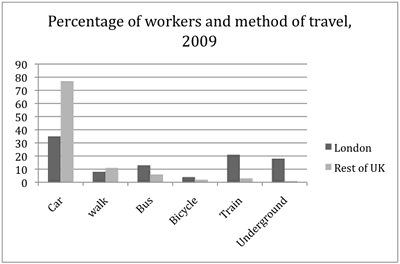 Percentage of workers and method of travel,
2009
90
80
70
60
50
40
30
20
10
0
Car
walk
Bus
Bicycle
Train
Underground
London
Rest of UK